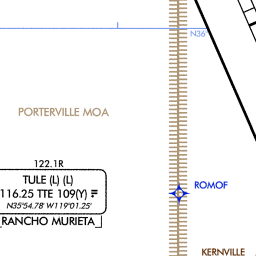 N36°
PORTERVILLE MOA
122.1R
TULE (L) (L)
116.25 TTE 109(Y)
N35°54.78' W119°01.25'
RANCHO MURIETA
ROMOF
KERNVILLE